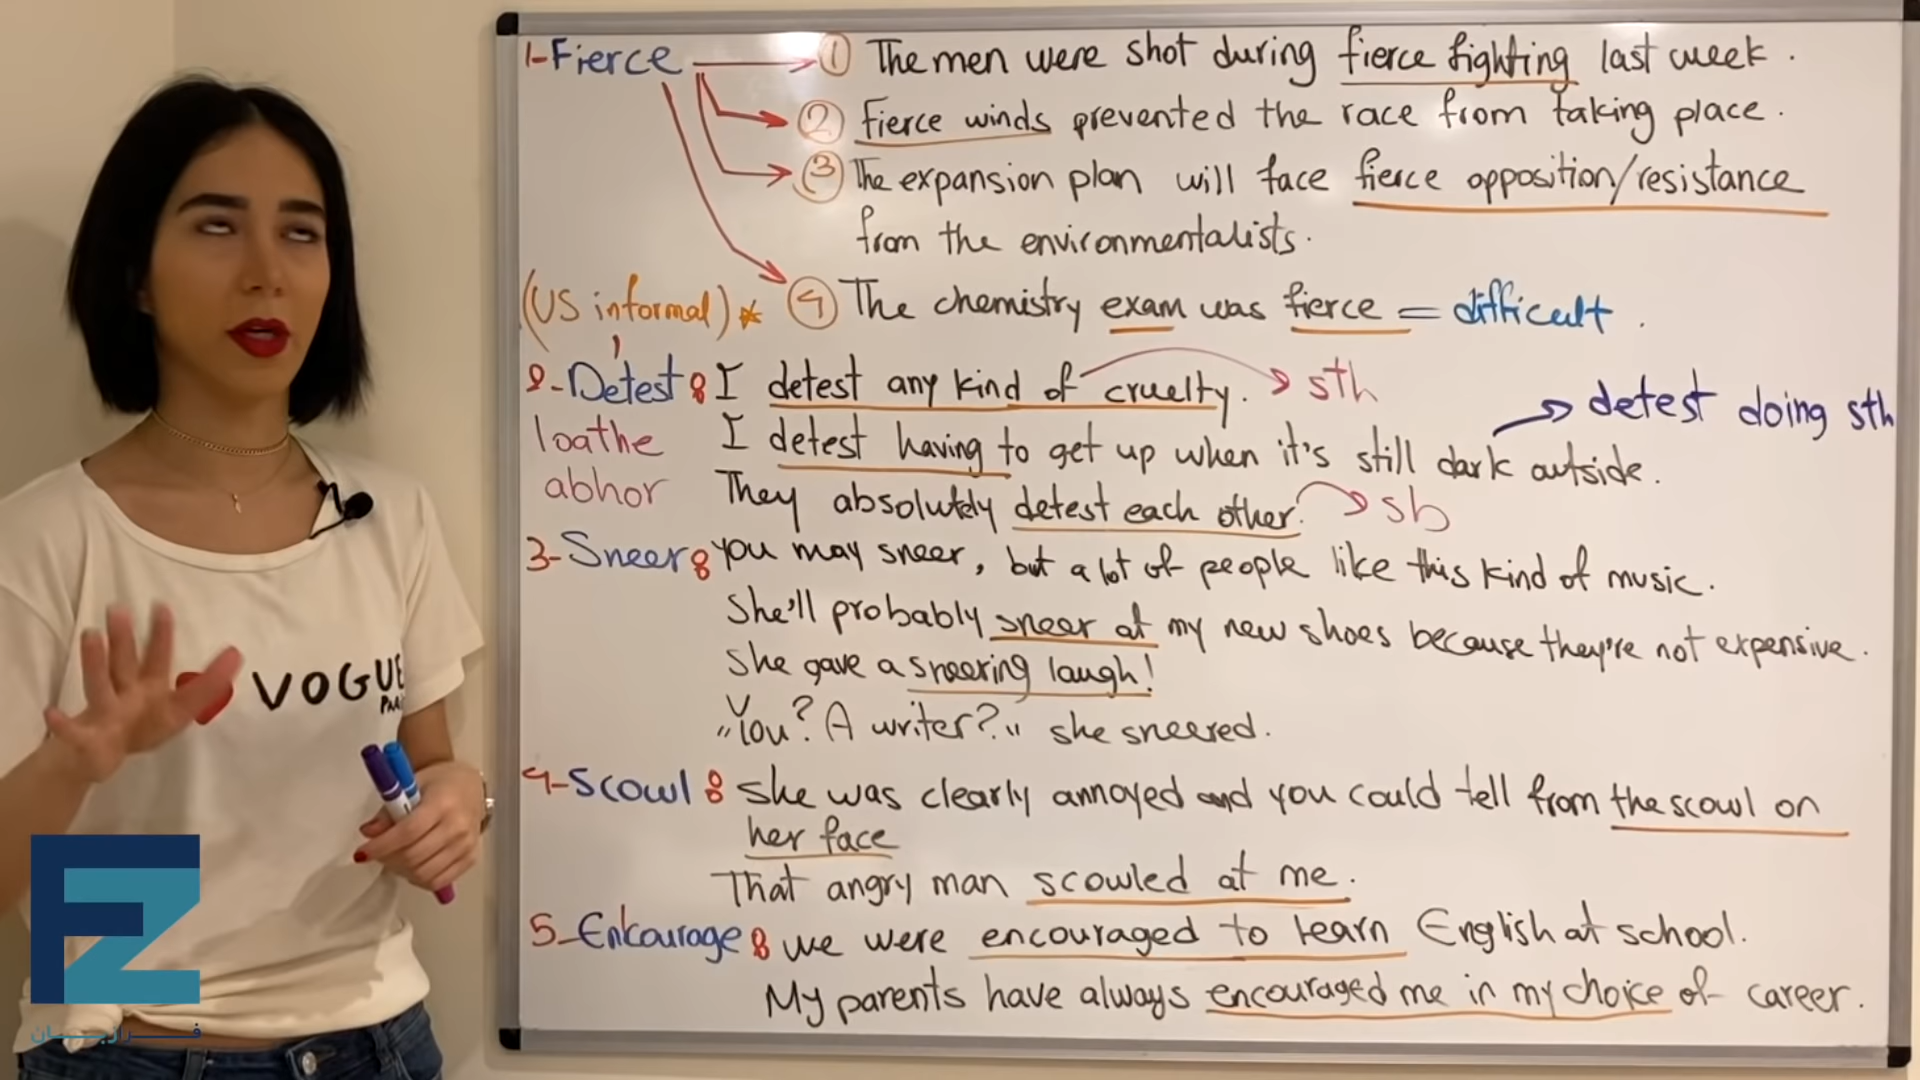 1-Fierce ① The men were shot during fierce fighting last week.
② Fierce winds prevented the race from taking place.
③ The expansion plan will face fierce opposition/resistance
from the environmentalists.
(US informal) * ④ The chemistry exam was fierce = difficult.
2-Detest: I detest any kind of cruelty. → sth
→ detest doing sth
loathe I detest having to get up when it's still dark outside.
abhor They absolutely detest each other. → sb
3-Sneer: you may sneer, but a lot of people like this kind of music.
She'll probably sneer at my new shoes because they're not expensive.
She gave a sneering laugh!
"You? A writer?" she sneered.
4-Scowl: she was clearly annoyed and you could tell from the scowl on
her face
That angry man scowled at me.
5-Encourage: we were encouraged to learn English at school.
My parents have always encouraged me in my choice of career.
VOGUE
EZ
فرازبان